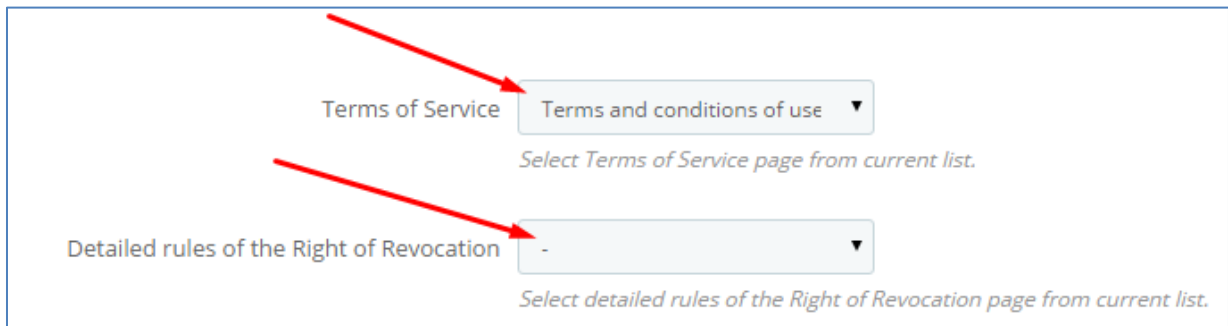 Terms of Service Terms and conditions of use
Select Terms of Service page from current list.
Detailed rules of the Right of Revocation -
Select detailed rules of the Right of Revocation page from current list.